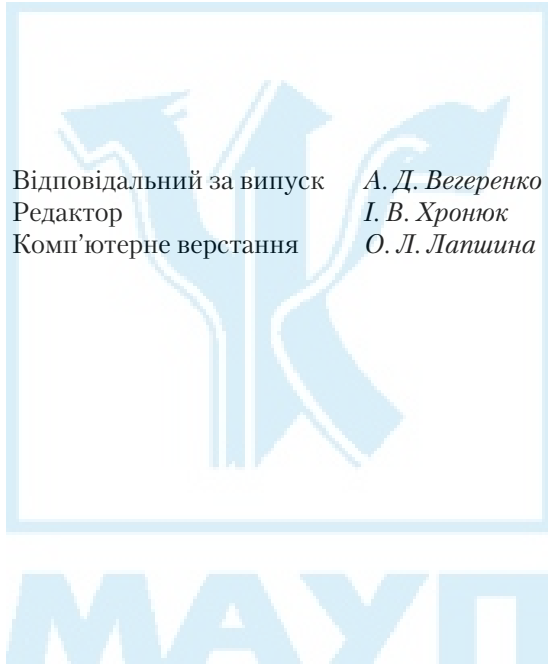 Відповідальний за випуск А. Д. Вегеренко
Редактор І. В. Хронюк
Комп’ютерне верстання О. Л. Лапшина
МАУП